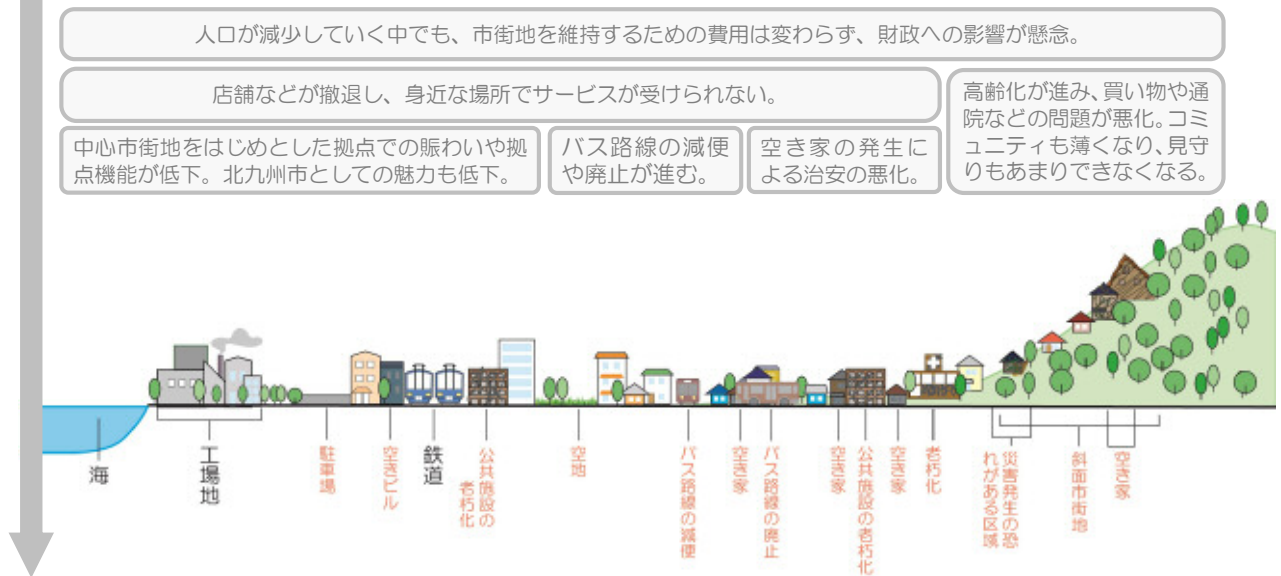 人口が減少していく中でも、市街地を維持するための費用は変わらず、財政への影響が懸念。
店舗などが撤退し、身近な場所でサービスが受けられない。
高齢化が進み、買い物や通
院などの問題が悪化。コミ
ュニティも薄くなり、見守
りもあまりできなくなる。
中心市街地をはじめとした拠点での賑わいや拠
点機能が低下。北九州市としての魅力も低下。
バス路線の減便
や廃止が進む。
空き家の発生に
よる治安の悪化。
海
工場地
駐車場
空きビル
鉄道
公共施設の
老朽化
空地
バス路線の減便
空き家
バス路線の廃止
空き家
公共施設の老朽化
空き家
老朽化
災害発生の恐
れがある区域
斜面市街地
空き家